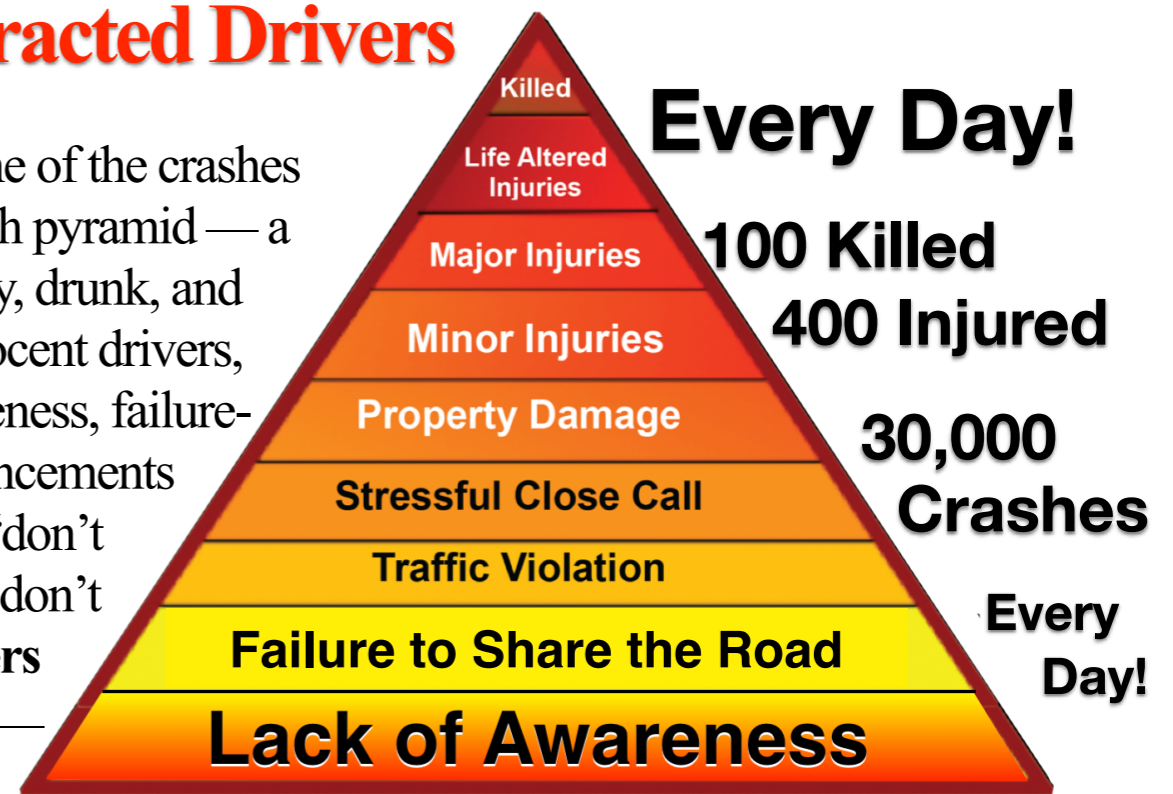 racted Drivers
ne of the crashes
h pyramid — a
y, drunk, and
ocent drivers,
eness, failure-
ncements
“don’t
don’t
ers
—
Killed
Life Altered
Injuries
Major Injuries
Minor Injuries
Property Damage
Stressful Close Call
Traffic Violation
Failure to Share the Road
Lack of Awareness
Every Day!
100 Killed
400 Injured
30,000
Crashes
Every
Day!